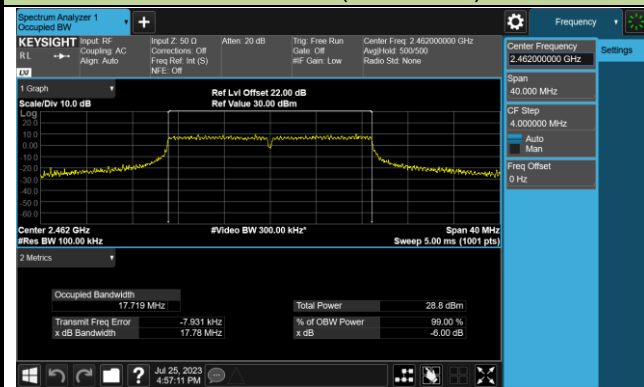 Spectrum Analyzer 1
Occupied BW
Frequency
KEYSIGHT
RL
Input: RF
Coupling: AC
Align: Auto
Input Z: 50 Ω
Corrections: Off
Freq Ref: Int (S)
NFE: Off
Atten: 20 dB
Trig: Free Run
Gate: Off
#IF Gain: Low
Center Freq: 2.462000000 GHz
Avg|Hold: 500/500
Radio Std: None
LXI
Center Frequency
2.462000000 GHz
Settings
Span
40.000 MHz
CF Step
4.000000 MHz
Auto
Man
Freq Offset
0 Hz
1 Graph
Scale/Div 10.0 dB
Ref Lvl Offset 22.00 dB
Ref Value 30.00 dBm
Log
20.0
10.0
0.00
-10.0
-20.0
-30.0
-40.0
-50.0
-60.0
Center 2.462 GHz
#Video BW 300.00 kHz*
Span 40 MHz
#Res BW 100.00 kHz
Sweep 5.00 ms (1001 pts)
2 Metrics
Occupied Bandwidth
17.719 MHz
Total Power 28.8 dBm
Transmit Freq Error -7.931 kHz
% of OBW Power 99.00 %
x dB Bandwidth 17.78 MHz
x dB -6.00 dB
Jul 25, 2023
4:57:11 PM